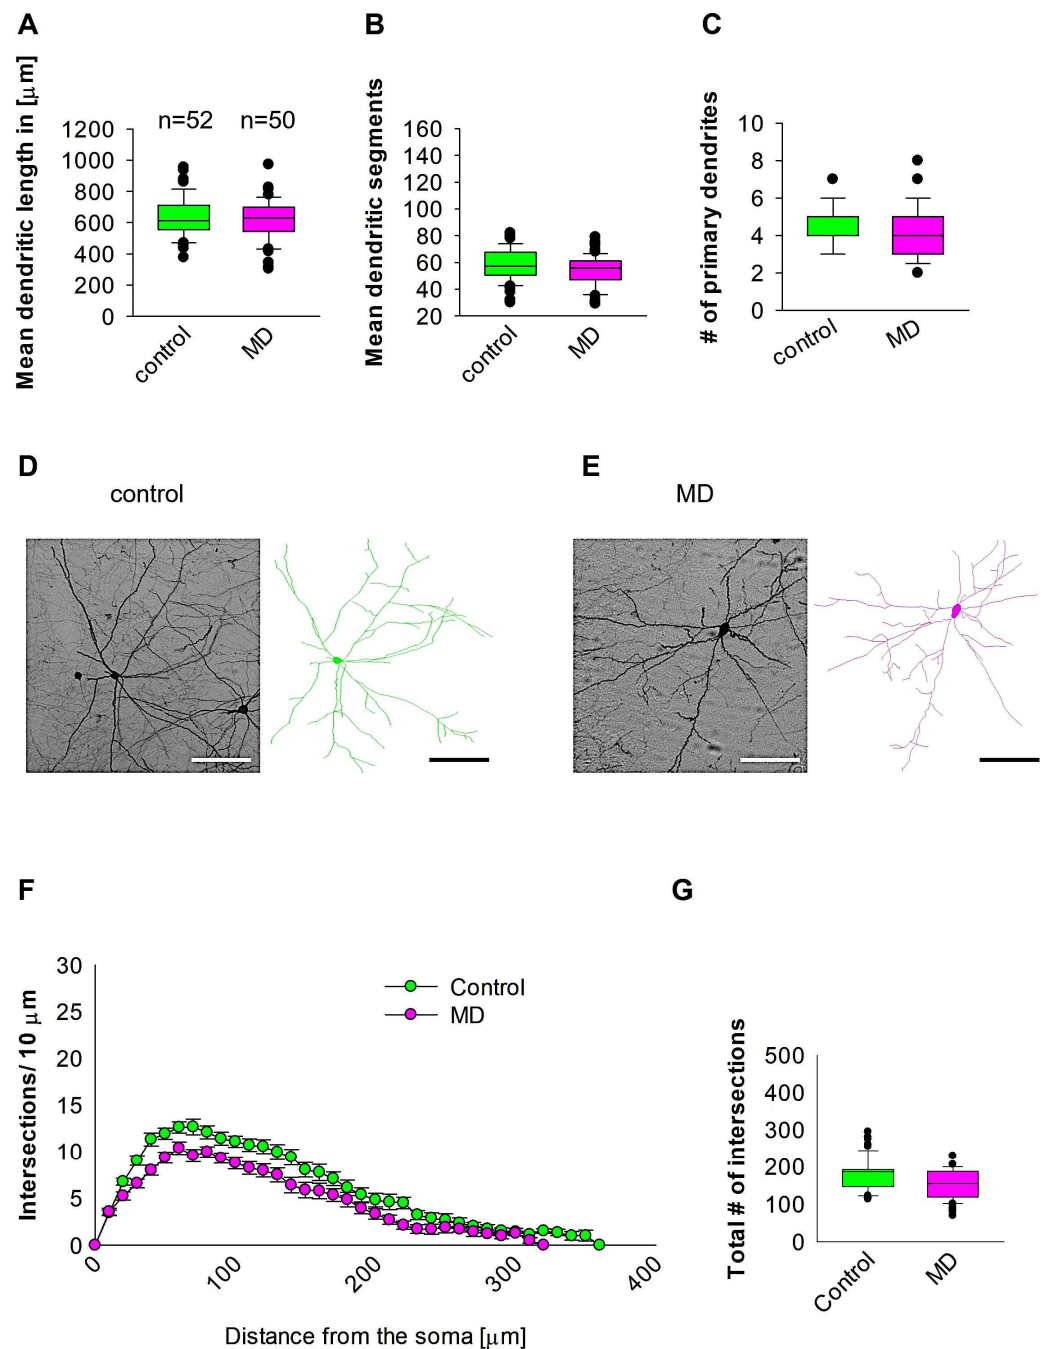 A
Mean dendritic length in [μm]
n=52 n=50
1200
1000
800
600
400
200
0
control MD
B
Mean dendritic segments
160
140
120
100
80
60
40
20
control MD
C
# of primary dendrites
10
8
6
4
2
0
control MD
D
control
E
MD
F
Intersections/ 10 μm
30
25
20
15
10
5
0
Control
MD
0 100 200 300 400
Distance from the soma [μm]
G
Total # of intersections
500
400
300
200
100
0
Control MD